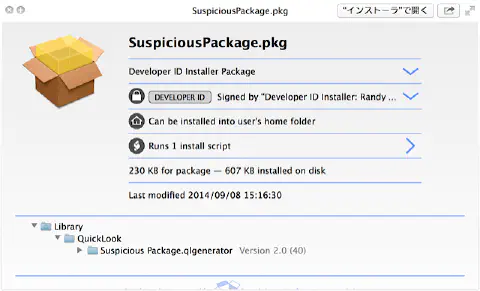 SuspiciousPackage.pkg
"インストーラ"で開く
SuspiciousPackage.pkg
Developer ID Installer Package
DEVELOPER ID Signed by "Developer ID Installer: Randy ...
Can be installed into user's home folder
Runs 1 install script
230 KB for package — 607 KB installed on disk
Last modified 2014/09/08 15:16:30
Library
QuickLook
Suspicious Package.qlgenerator Version 2.0 (40)